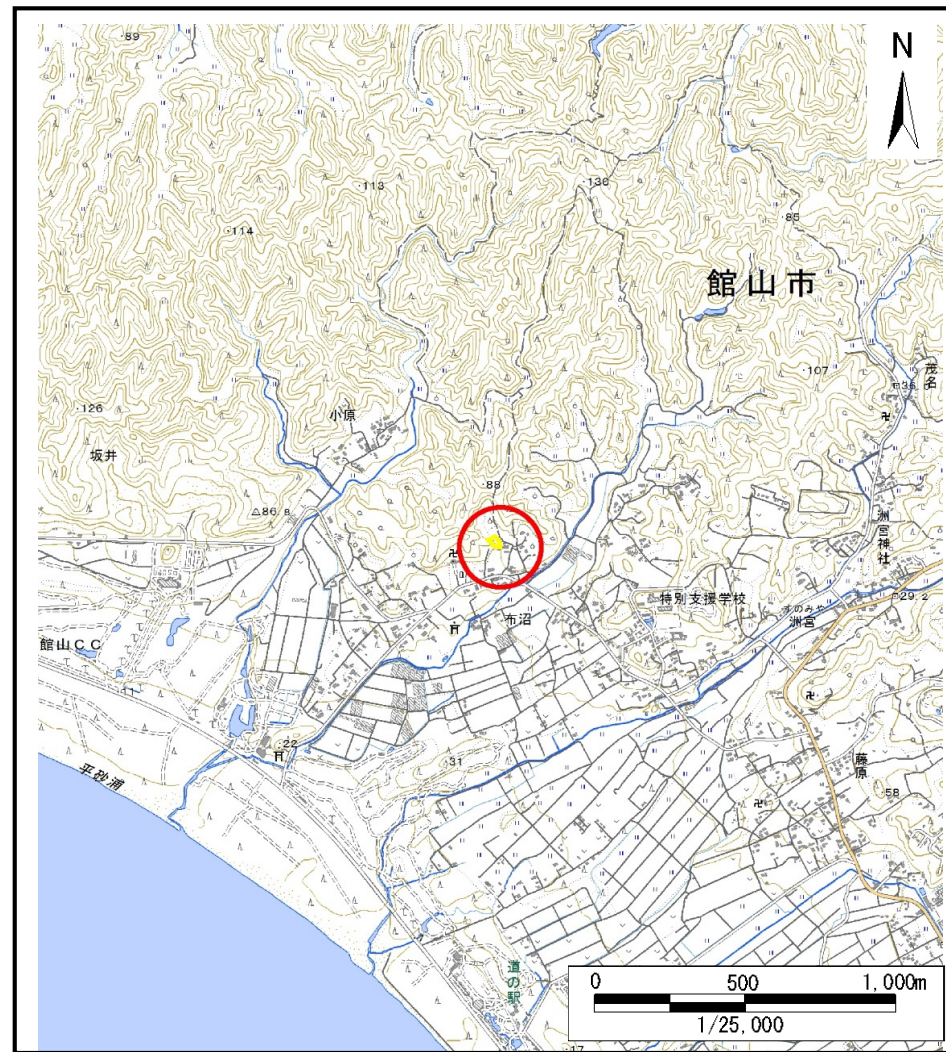 89
N
113
136
114
85
館山市
107
茂名
36
小原
126
坂井
88
86.8
洲宮神社
特別支援学校
すのみや
洲宮
29.2
布沼
館山CC
11
22
31
藤原
平砂浦
58
道の駅
17
0 500 1,000m
1/25,000